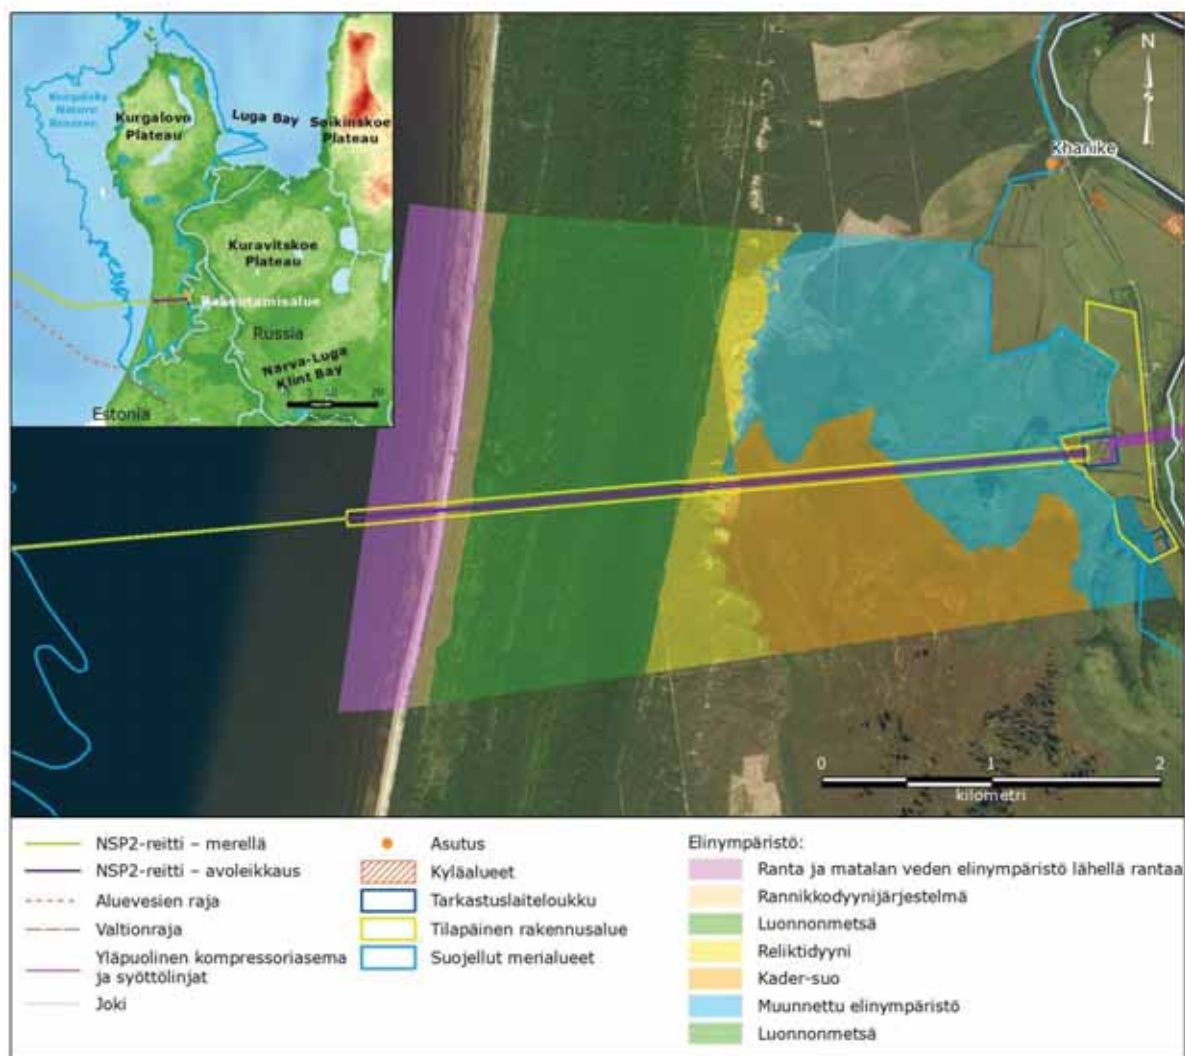 Kurgalsky
Nature
Reserve
Kurgalovo
Plateau
Luga Bay
Soikinskoe
Plateau
Kuravitskoe
Plateau
Rakentamisalue
Russia
Narva-Luga
Klint Bay
Estonia
N
Khanike
0 1 2
kilometri
NSP2-reitti – merellä
NSP2-reitti – avoleikkaus
Aluevesien raja
Valtionraja
Yläpuolinen kompressoriasema
ja syöttölinjat
Joki
Asutus
Kyläalueet
Tarkastuslaiteloukku
Tilapäinen rakennusalue
Suojellut merialueet
Elinympäristö:
Ranta ja matalan veden elinympäristö lähellä rantaa
Rannikkodyynijärjestelmä
Luonnonmetsä
Reliktidyyni
Kader-suo
Muunnettu elinympäristö
Luonnonmetsä